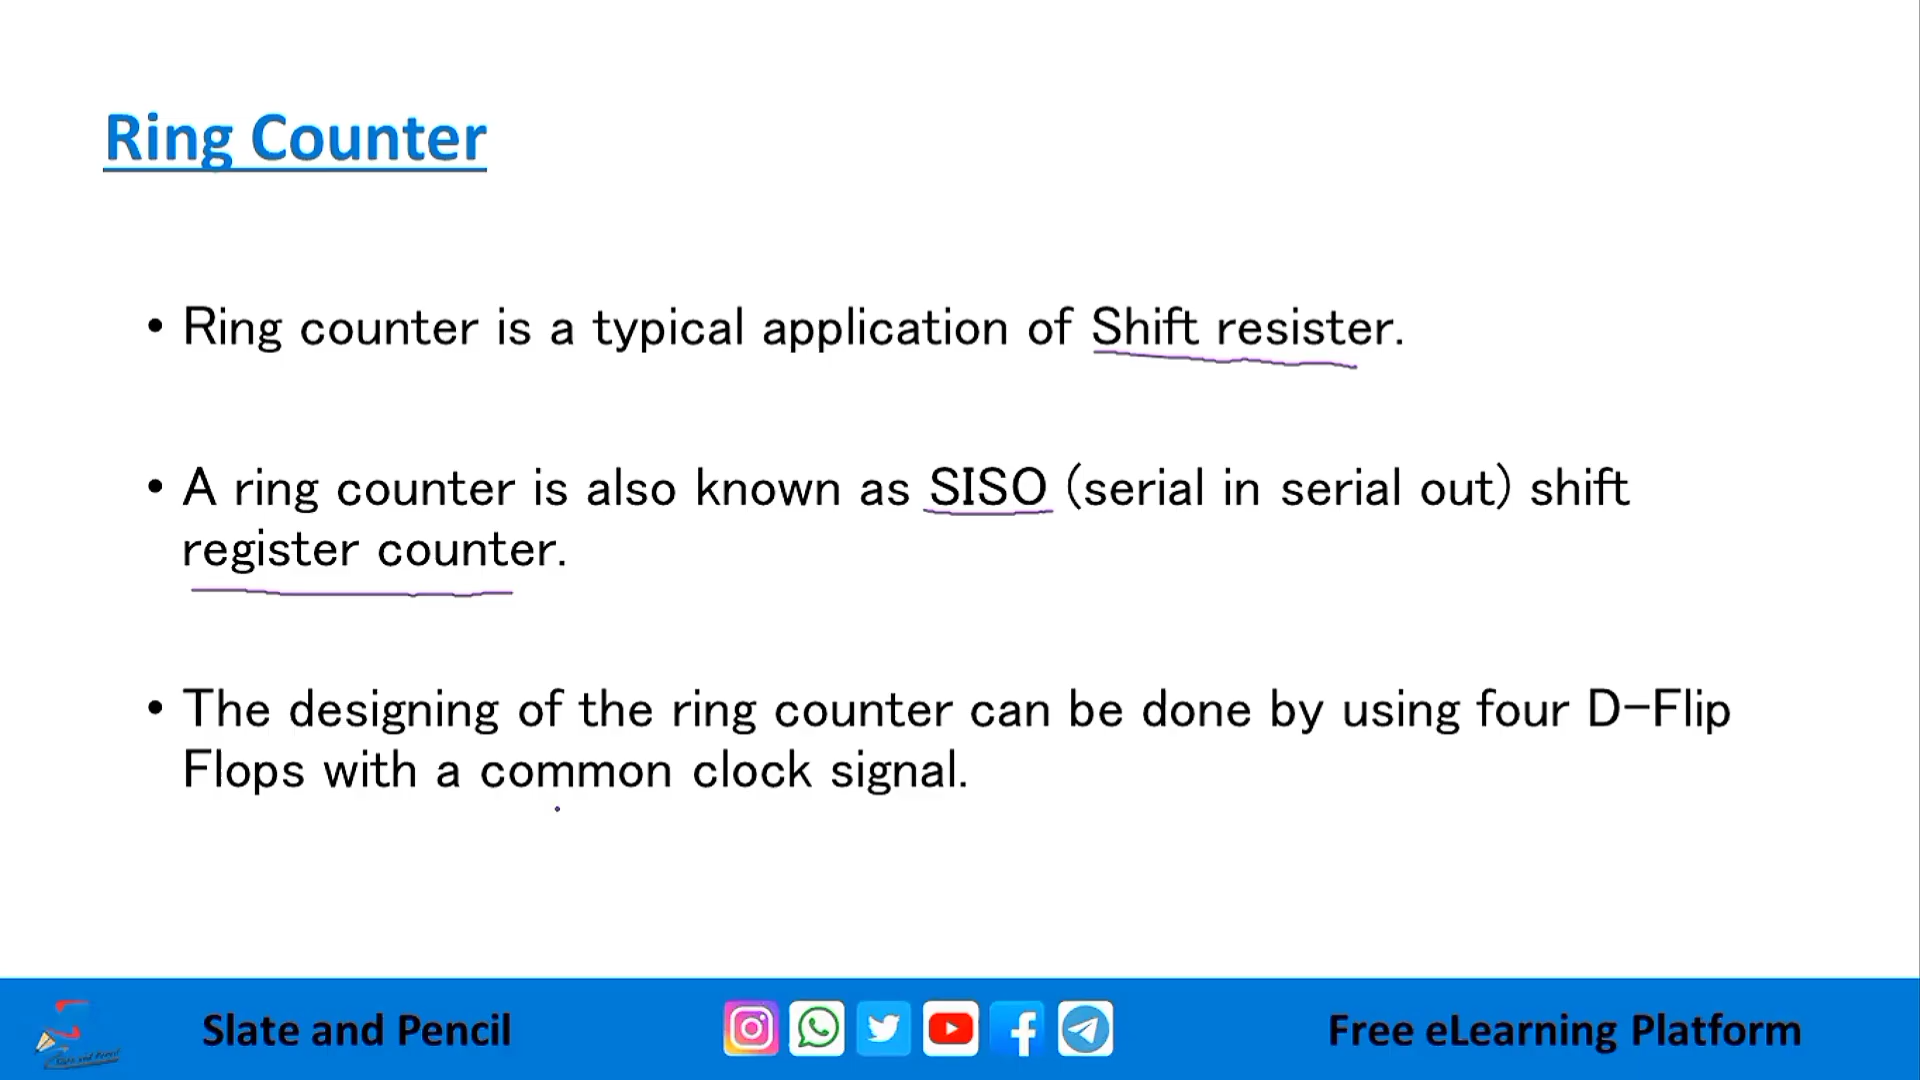 Ring Counter
• Ring counter is a typical application of Shift resister.
• A ring counter is also known as SISO (serial in serial out) shift
register counter.
• The designing of the ring counter can be done by using four D-Flip
Flops with a common clock signal.
Slate and Pencil
Free eLearning Platform